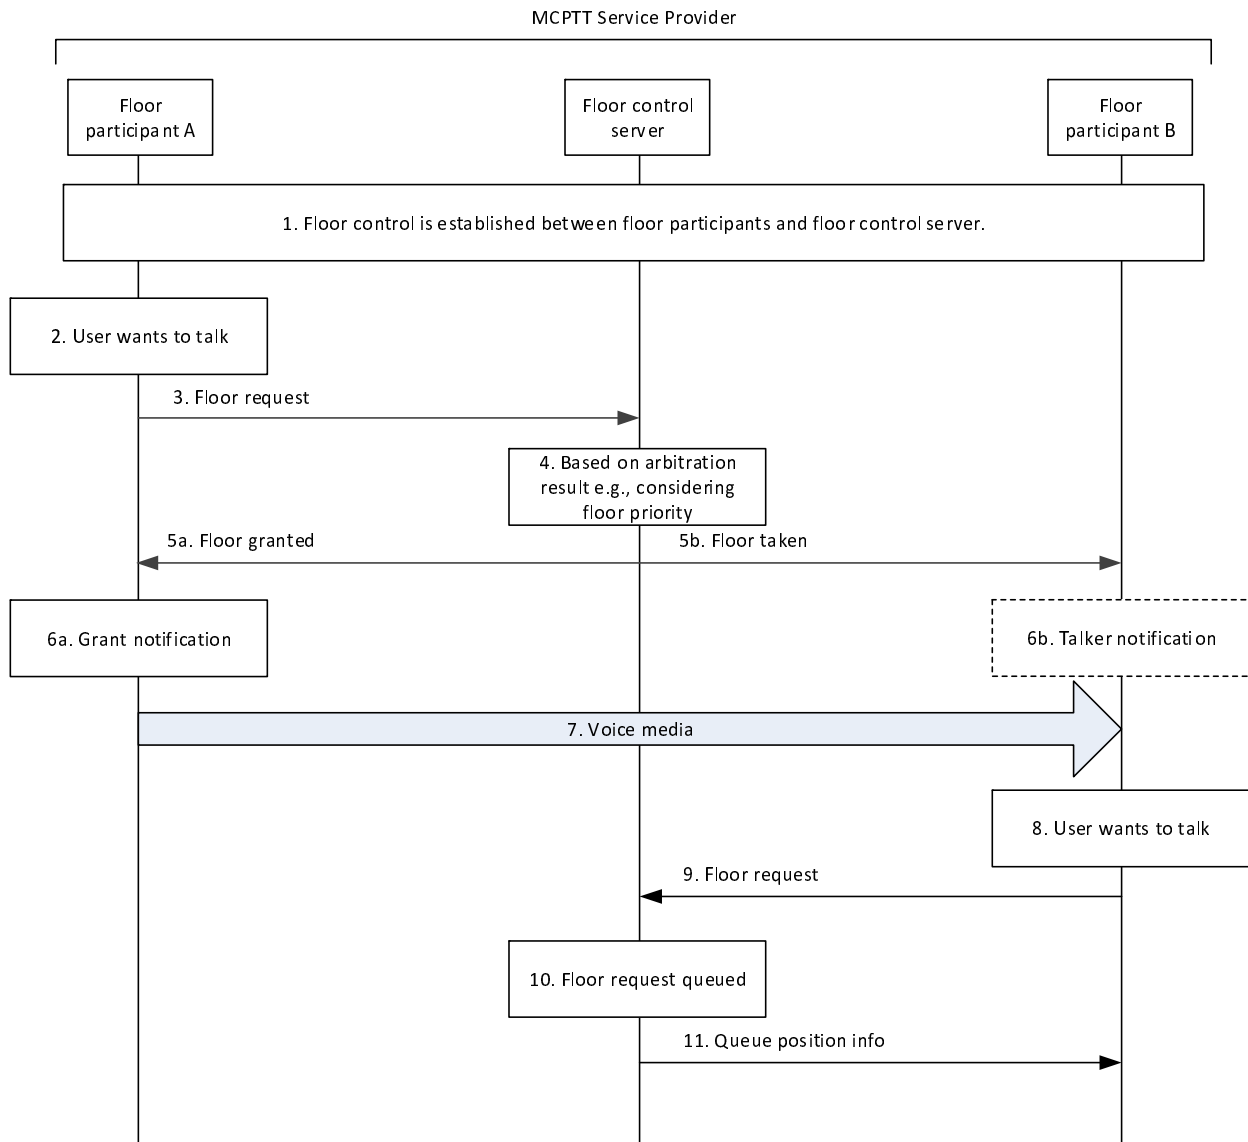 MCPTT Service Provider
Floor
participant A
Floor control
server
Floor
participant B
1. Floor control is established between floor participants and floor control server.
2. User wants to talk
3. Floor request
4. Based on arbitration
result e.g., considering
floor priority
5a. Floor granted
5b. Floor taken
6a. Grant notification
6b. Talker notification
7. Voice media
8. User wants to talk
9. Floor request
10. Floor request queued
11. Queue position info